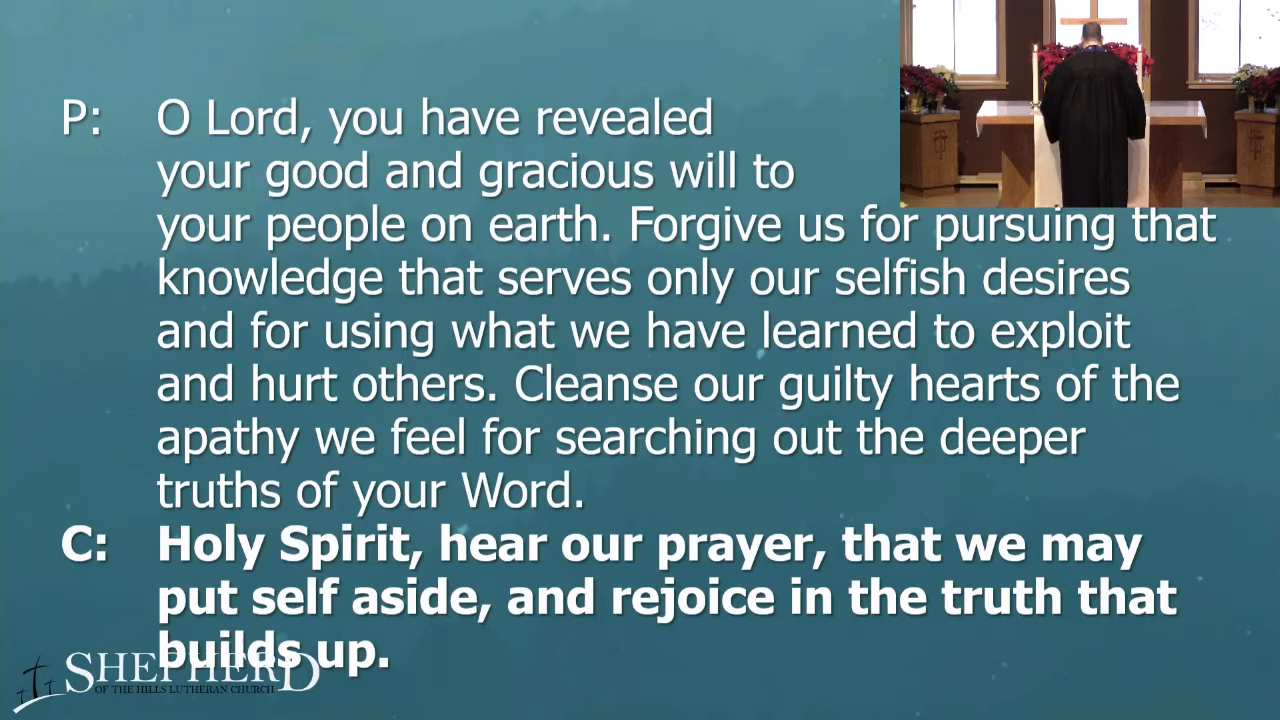 P: O Lord, you have revealed
your good and gracious will to
your people on earth. Forgive us for pursuing that
knowledge that serves only our selfish desires
and for using what we have learned to exploit
and hurt others. Cleanse our guilty hearts of the
apathy we feel for searching out the deeper
truths of your Word.
C: Holy Spirit, hear our prayer, that we may
put self aside, and rejoice in the truth that
builds up.
SHEPHERD
OF THE HILLS LUTHERAN CHURCH